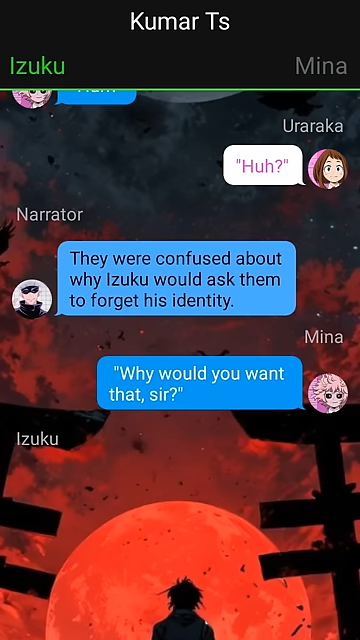 Kumar Ts
Izuku
Mina
Uraraka
"Huh?"
Narrator
They were confused about
why Izuku would ask them
to forget his identity.
Mina
"Why would you want
that, sir?"
Izuku